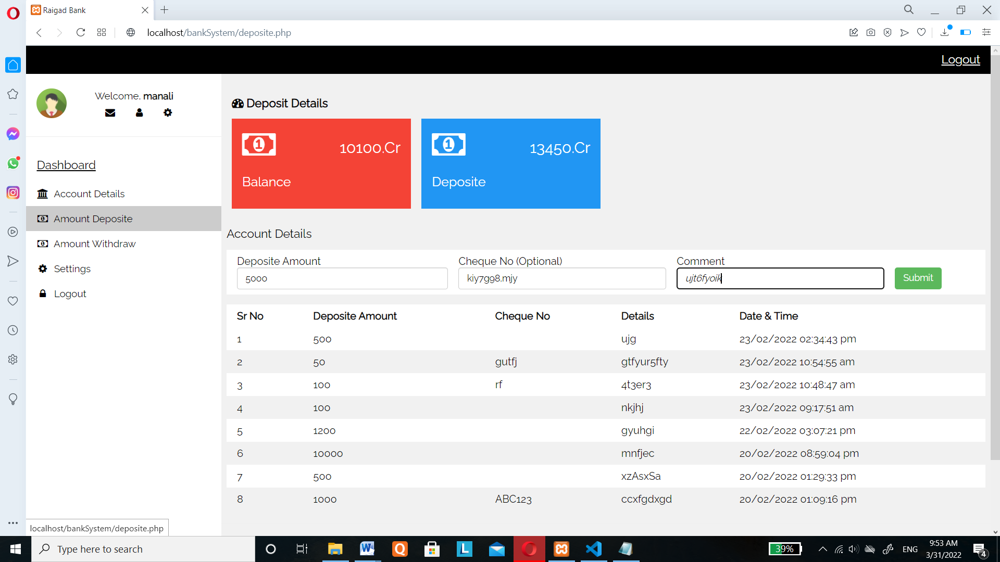 Raigad Bank
localhost/bankSystem/deposite.php
Logout
Welcome, manali
Dashboard
Account Details
Amount Deposite
Amount Withdraw
Settings
Logout
Deposit Details
1 10100.Cr
Balance
1 13450.Cr
Deposite
Account Details
Deposite Amount Cheque No (Optional) Comment
5000 kiy7g98.mjy ujt6fyoik Submit
Sr No Deposite Amount Cheque No Details Date & Time
1 500 ujg 23/02/2022 02:34:43 pm
2 50 gutfj gtfyur5fty 23/02/2022 10:54:55 am
3 100 rf 4t3er3 23/02/2022 10:48:47 am
4 100 nkjhj 23/02/2022 09:17:51 am
5 1200 gyuhgi 22/02/2022 03:07:21 pm
6 10000 mnfjec 20/02/2022 08:59:04 pm
7 500 xzAsxSa 20/02/2022 01:29:33 pm
8 1000 ABC123 ccxfgdxgd 20/02/2022 01:09:16 pm
localhost/bankSystem/deposite.php
Type here to search
39%
ENG
9:53 AM
3/31/2022
4